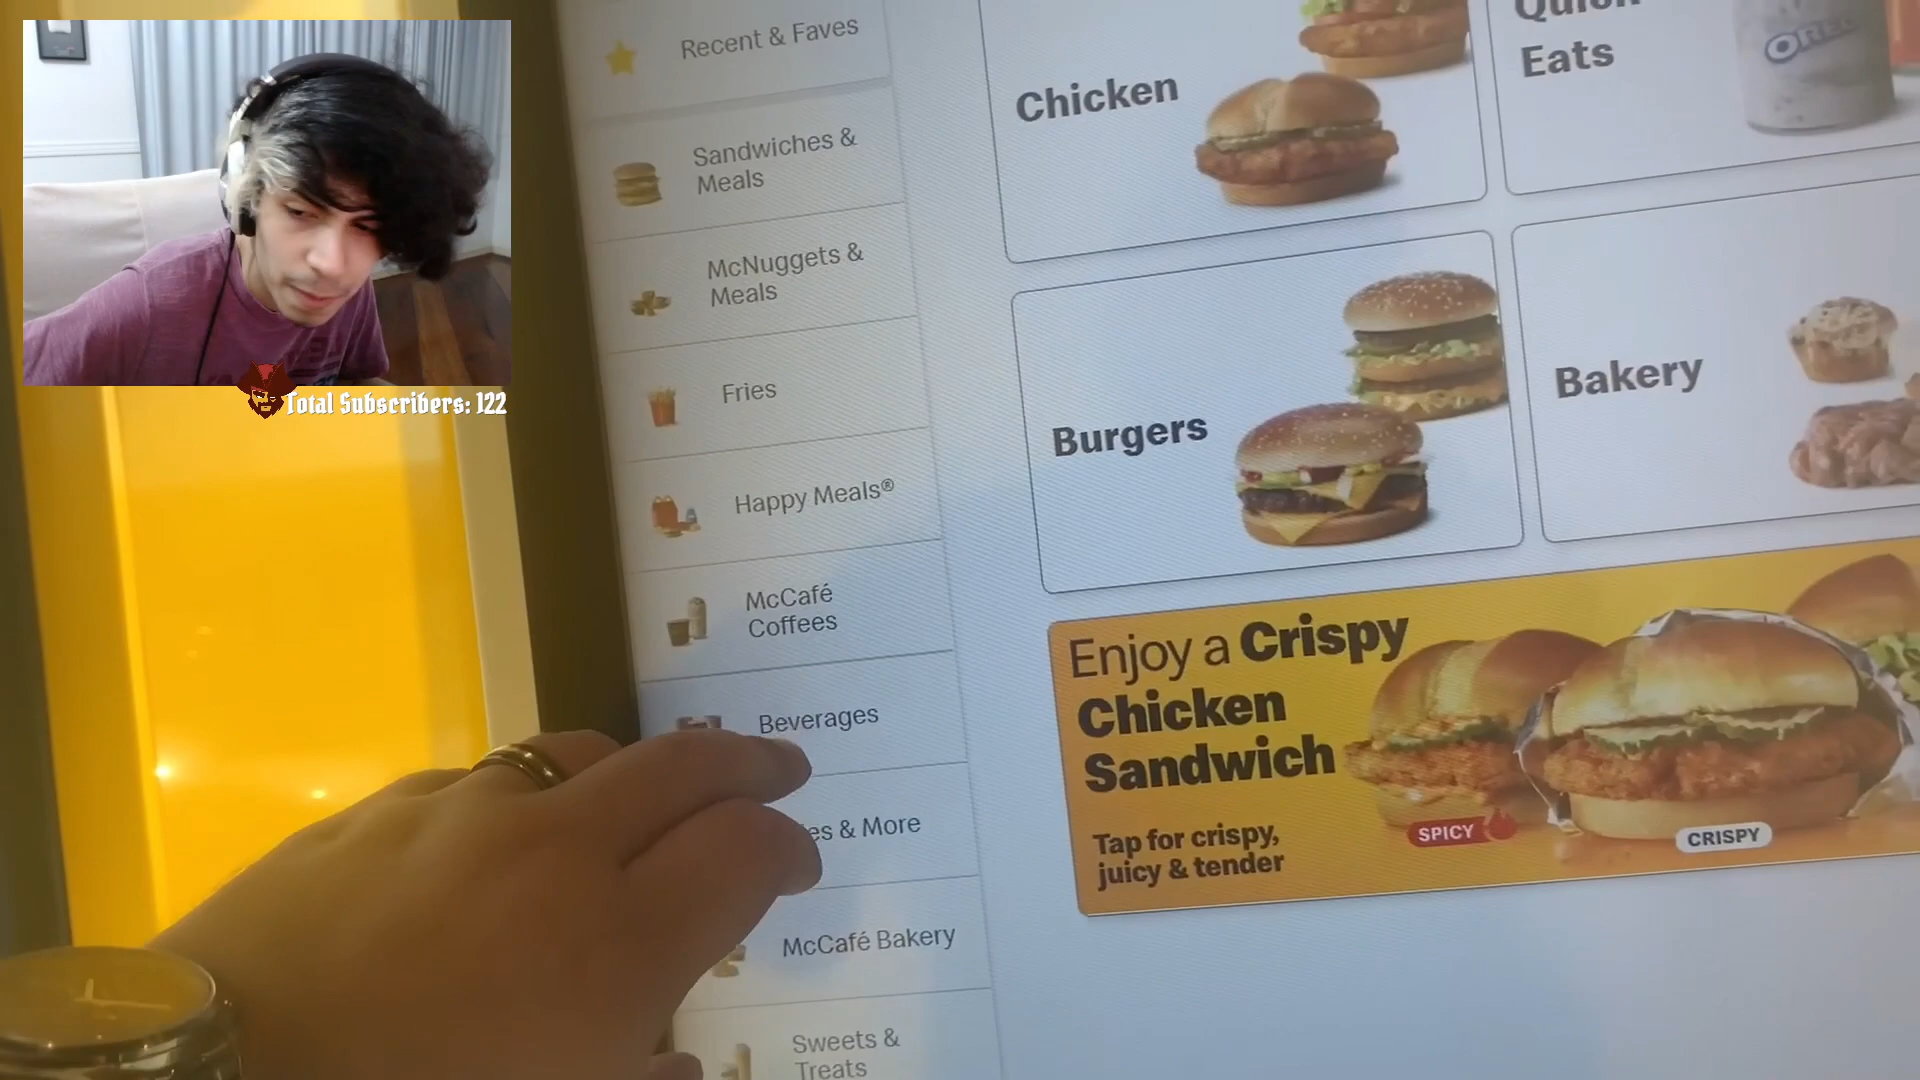 Total Subscribers: 122
Recent & Faves
Sandwiches &
Meals
McNuggets &
Meals
Fries
Happy Meals®
McCafé
Coffees
Beverages
es & More
McCafé Bakery
Sweets &
Treats
Chicken
Eats
Burgers
Bakery
Enjoy a Crispy
Chicken
Sandwich
Tap for crispy,
juicy & tender
SPICY
CRISPY